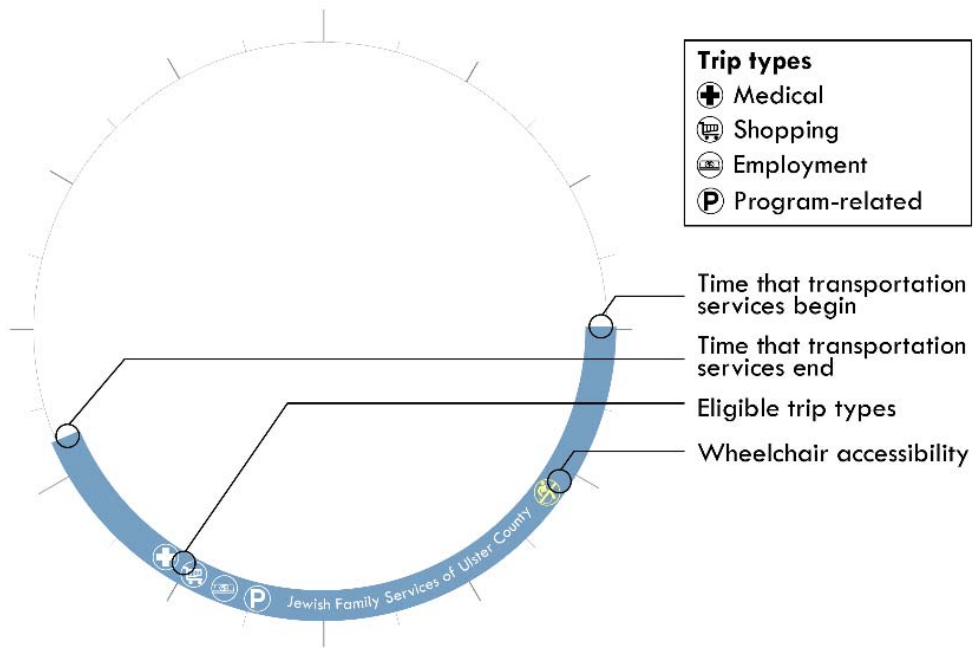 Trip types
Medical
Shopping
Employment
P Program-related
Time that transportation
services begin
Time that transportation
services end
Eligible trip types
Wheelchair accessibility
P Jewish Family Services of Ulster County